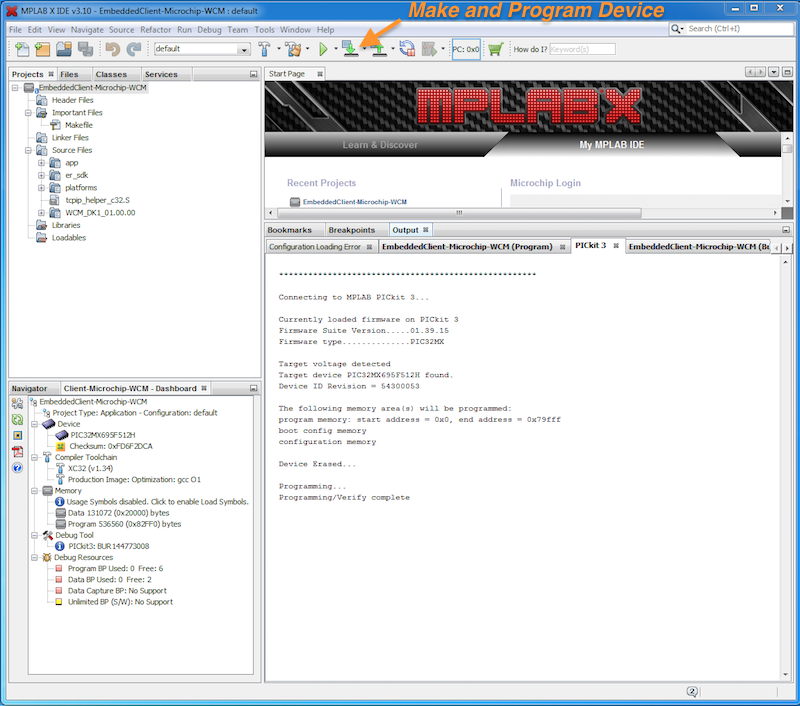 MPLAB X IDE v3.10 - EmbeddedClient-Microchip-WCM : default
Make and Program Device
File Edit View Navigate Source Refactor Run Debug Team Tools Window Help
Search (Ctrl+I)
default
PC: 0x0
How do I?
Keyword(s)
Projects Files Classes Services
EmbeddedClient-Microchip-WCM
Header Files
Important Files
Makefile
Linker Files
Source Files
app
er_sdk
platforms
tcpip_helper_c32.S
WCM_DK1_01.00.00
Libraries
Loadables
Start Page
MPLAB X
Learn & Discover
My MPLAB IDE
Recent Projects
Microchip Login
EmbeddedClient-Microchip-WCM
Bookmarks Breakpoints Output
Configuration Loading Error EmbeddedClient-Microchip-WCM (Program) PICkit 3 EmbeddedClient-Microchip-WCM (Bu
*****************************************************
Connecting to MPLAB PICkit 3...
Currently loaded firmware on PICkit 3
Firmware Suite Version.....01.39.15
Firmware type..............PIC32MX
Target voltage detected
Target device PIC32MX695F512H found.
Device ID Revision = 54300053
The following memory area(s) will be programmed:
program memory: start address = 0x0, end address = 0x79fff
boot config memory
configuration memory
Device Erased...
Programming...
Programming/Verify complete
Navigator
Client-Microchip-WCM - Dashboard
EmbeddedClient-Microchip-WCM
Project Type: Application - Configuration: default
Device
PIC32MX695F512H
Checksum: 0xFD6F2DCA
Compiler Toolchain
XC32 (v1.34)
Production Image: Optimization: gcc O1
Memory
Usage Symbols disabled. Click to enable Load Symbols.
Data 131072 (0x20000) bytes
Program 536560 (0x82FF0) bytes
Debug Tool
PICkit3: BUR144773008
Debug Resources
Program BP Used: 0 Free: 6
Data BP Used: 0 Free: 2
Data Capture BP: No Support
Unlimited BP (S/W): No Support